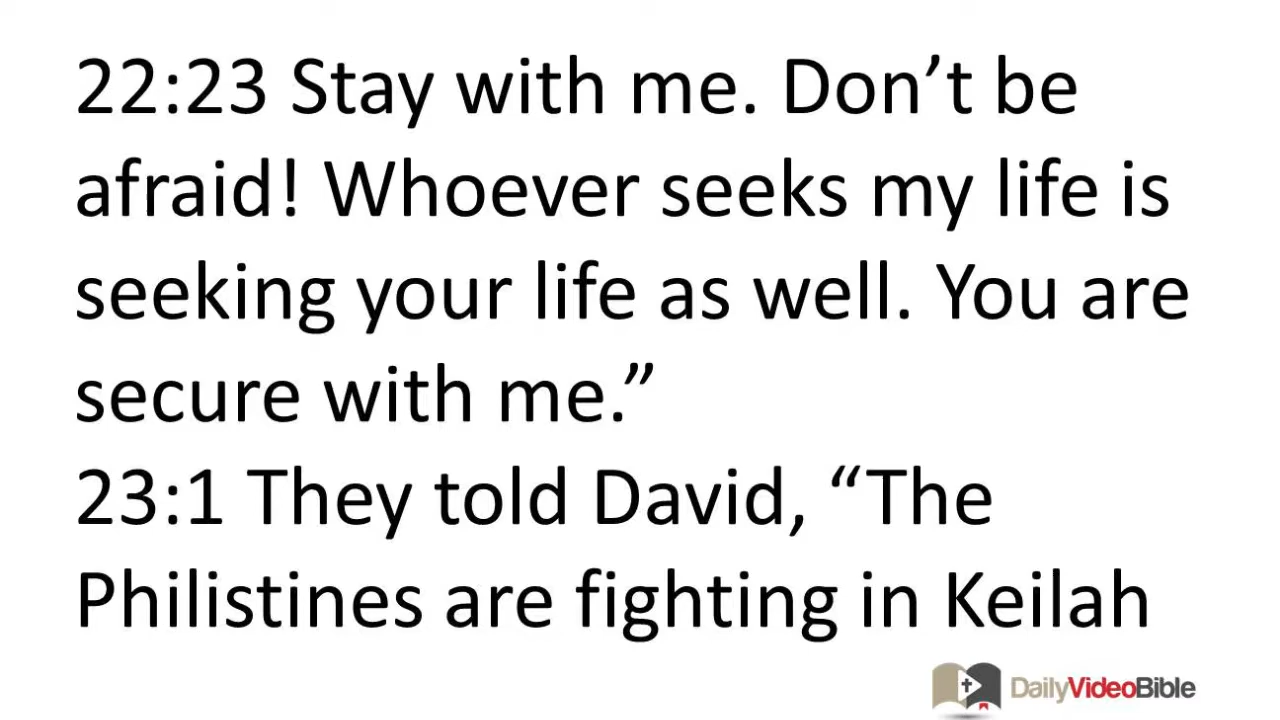 22:23 Stay with me. Don’t be
afraid! Whoever seeks my life is
seeking your life as well. You are
secure with me.”
23:1 They told David, “The
Philistines are fighting in Keilah
DailyVideoBible